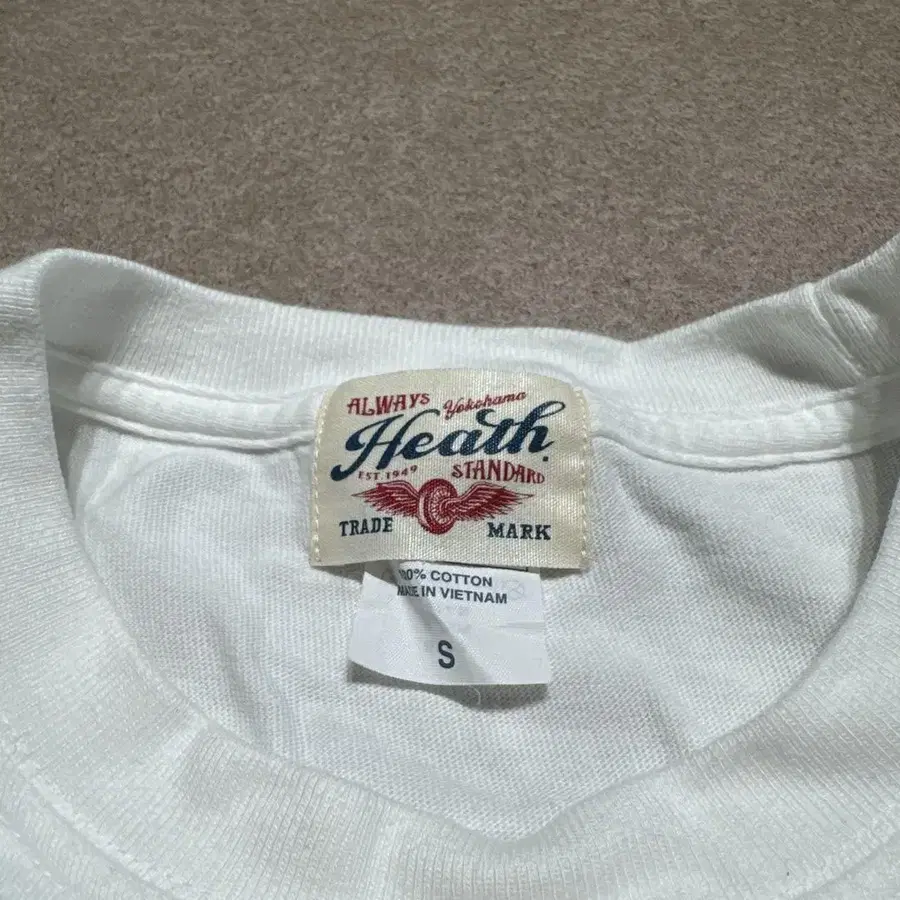 ALWAYS Yokohama
Heath.
EST. 1949 STANDARD
TRADE MARK
100% COTTON
MADE IN VIETNAM
S